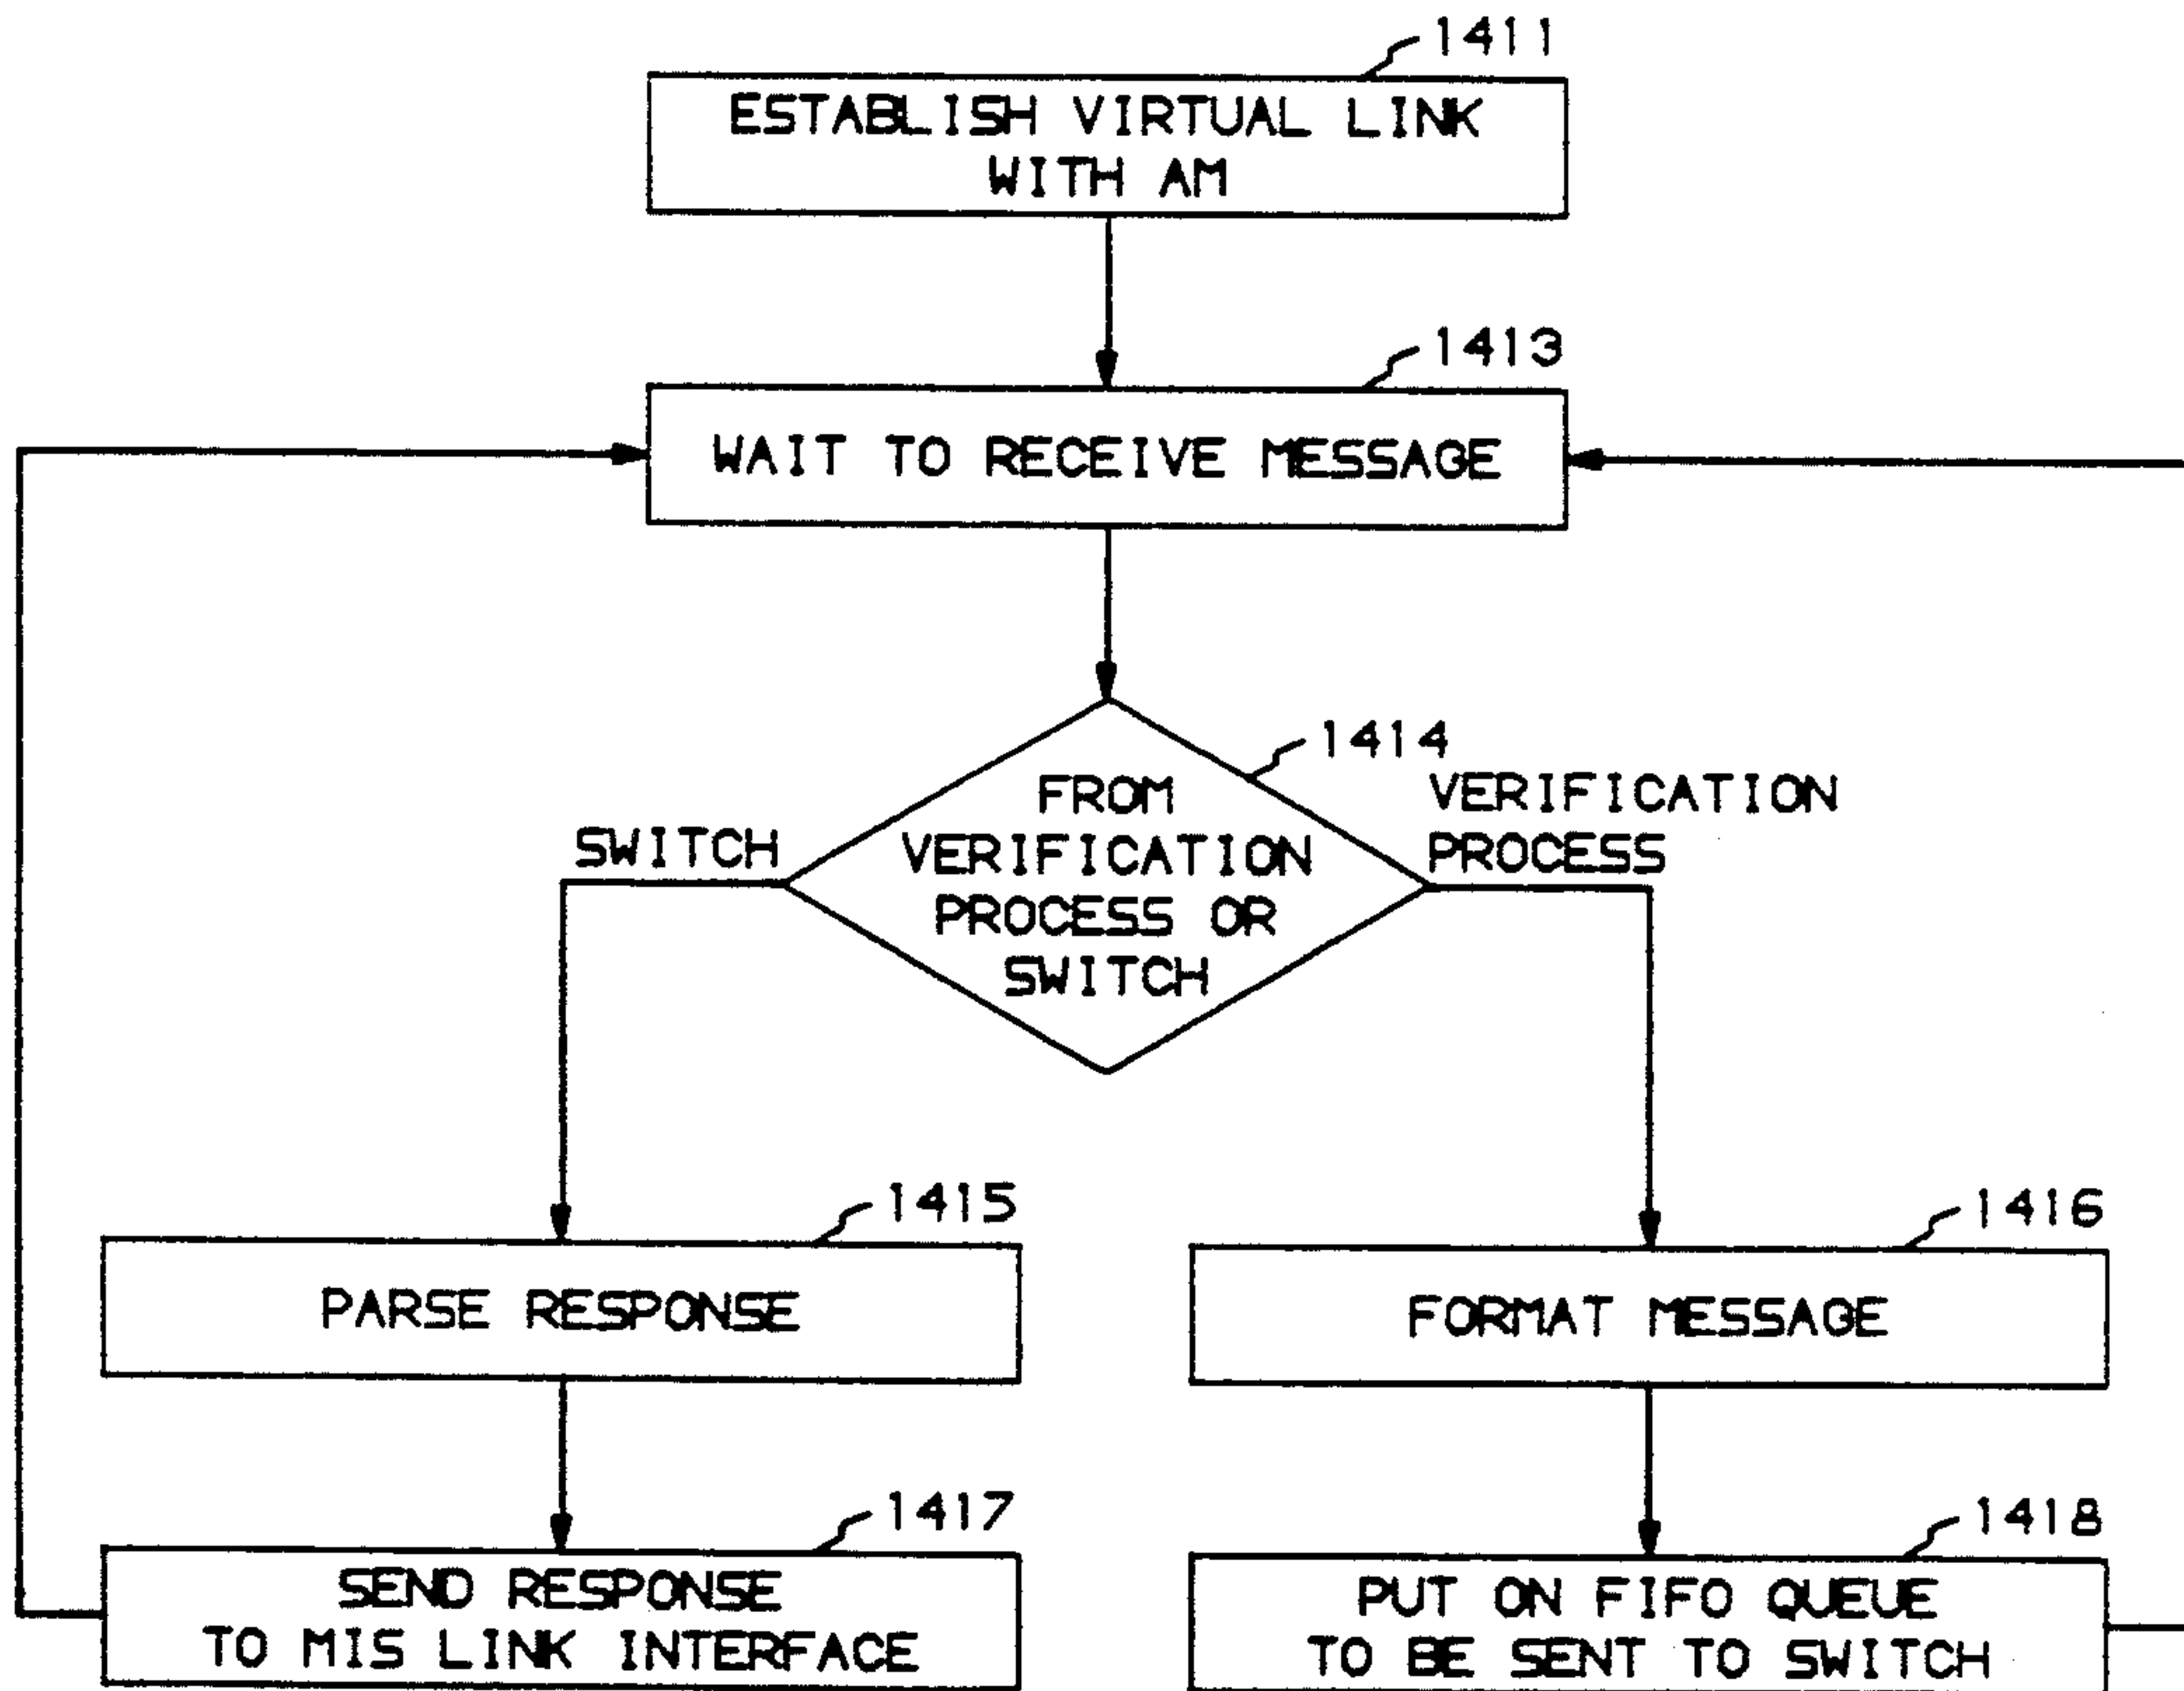 1411
ESTABLISH VIRTUAL LINK
WITH AM
1413
WAIT TO RECEIVE MESSAGE
1414
FROM
VERIFICATION
PROCESS OR
SWITCH
SWITCH
VERIFICATION
PROCESS
1415
PARSE RESPONSE
1416
FORMAT MESSAGE
1417
SEND RESPONSE
TO MIS LINK INTERFACE
1418
PUT ON FIFO QUEUE
TO BE SENT TO SWITCH